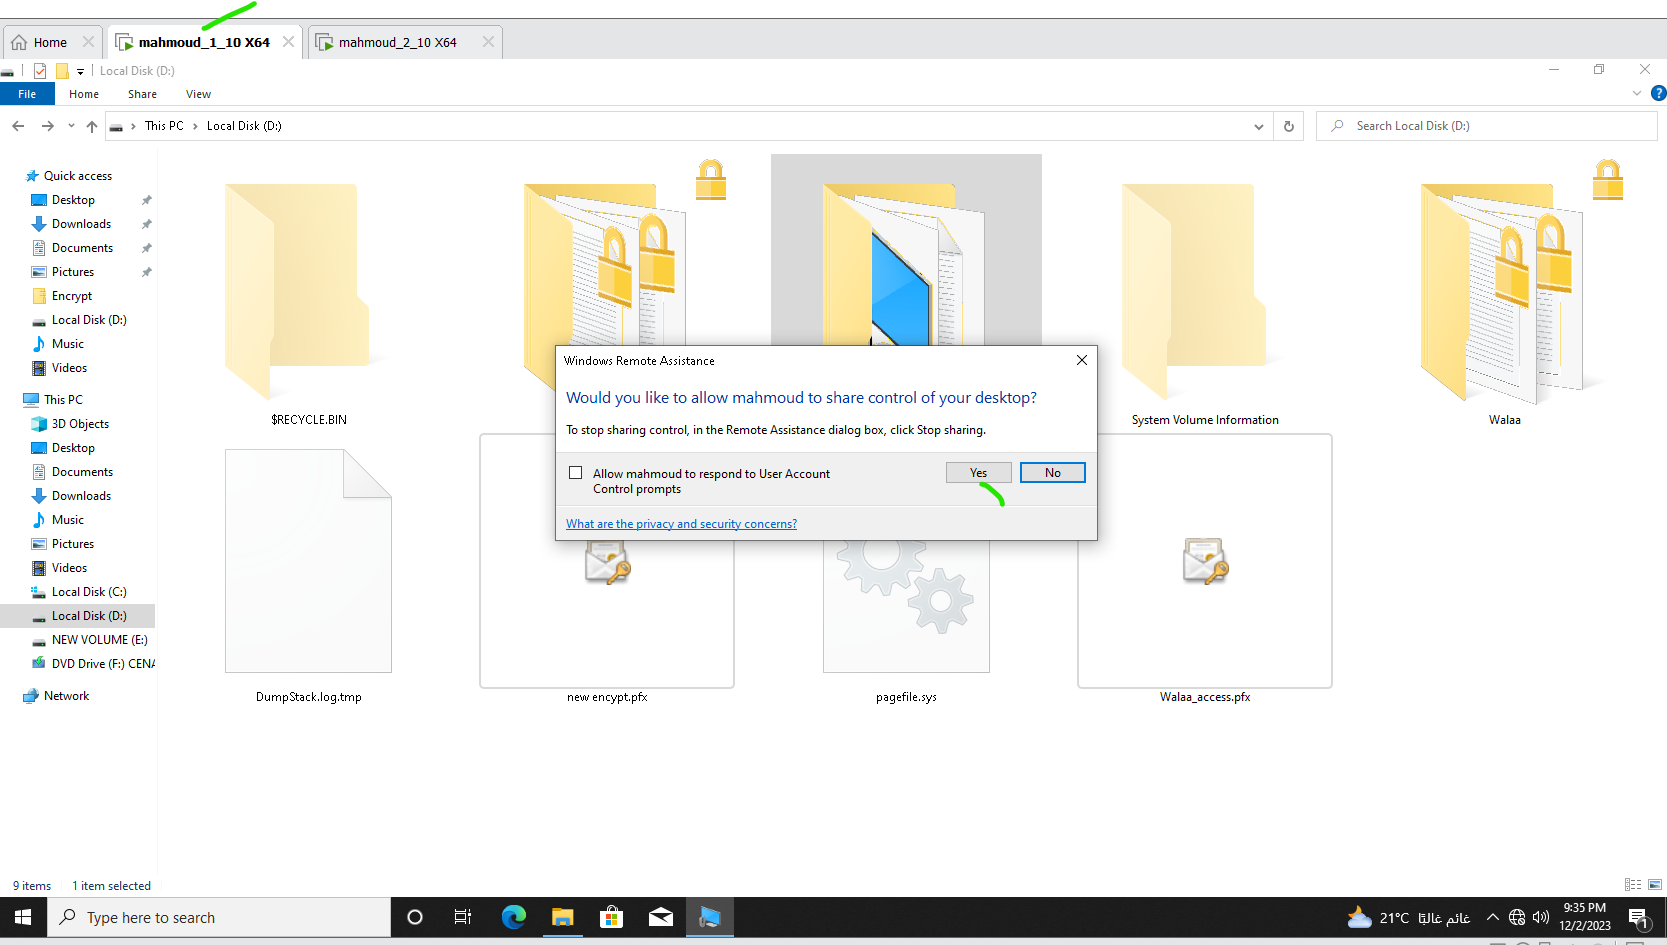 Home
mahmoud_1_10 X64
mahmoud_2_10 X64
Local Disk (D:)
File
Home
Share
View
This PC
Local Disk (D:)
Search Local Disk (D:)
Quick access
Desktop
Downloads
Documents
Pictures
Encrypt
Local Disk (D:)
Music
Videos
This PC
3D Objects
Desktop
Documents
Downloads
Music
Pictures
Videos
Local Disk (C:)
Local Disk (D:)
NEW VOLUME (E:)
DVD Drive (F:) CENA
Network
$RECYCLE.BIN
System Volume Information
Walaa
Windows Remote Assistance
Would you like to allow mahmoud to share control of your desktop?
To stop sharing control, in the Remote Assistance dialog box, click Stop sharing.
Allow mahmoud to respond to User Account
Control prompts
Yes
No
What are the privacy and security concerns?
DumpStack.log.tmp
new encypt.pfx
pagefile.sys
Walaa_access.pfx
9 items
1 item selected
Type here to search
21°C غائم غالبًا
9:35 PM
12/2/2023
1